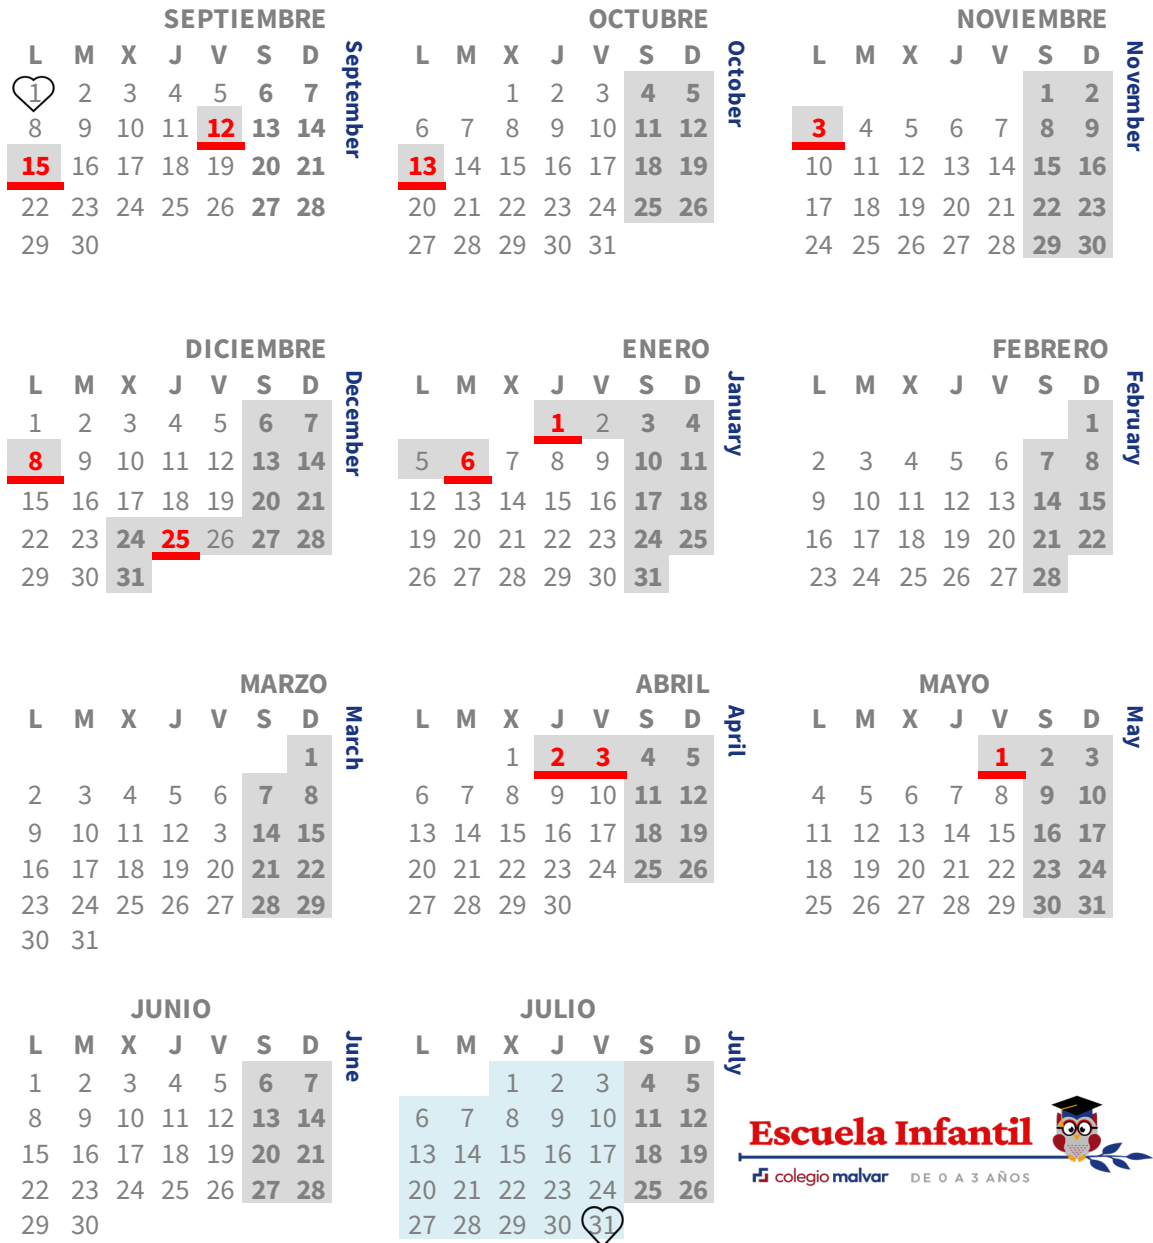 SEPTIEMBRE
L M X J V S D
1 2 3 4 5 6 7
8 9 10 11 12 13 14
15 16 17 18 19 20 21
22 23 24 25 26 27 28
29 30
September
OCTUBRE
L M X J V S D
1 2 3 4 5
6 7 8 9 10 11 12
13 14 15 16 17 18 19
20 21 22 23 24 25 26
27 28 29 30 31
October
NOVIEMBRE
L M X J V S D
1 2
3 4 5 6 7 8 9
10 11 12 13 14 15 16
17 18 19 20 21 22 23
24 25 26 27 28 29 30
November
DICIEMBRE
L M X J V S D
1 2 3 4 5 6 7
8 9 10 11 12 13 14
15 16 17 18 19 20 21
22 23 24 25 26 27 28
29 30 31
December
ENERO
L M X J V S D
1 2 3 4
5 6 7 8 9 10 11
12 13 14 15 16 17 18
19 20 21 22 23 24 25
26 27 28 29 30 31
January
FEBRERO
L M X J V S D
1
2 3 4 5 6 7 8
9 10 11 12 13 14 15
16 17 18 19 20 21 22
23 24 25 26 27 28
February
MARZO
L M X J V S D
1
2 3 4 5 6 7 8
9 10 11 12 3 14 15
16 17 18 19 20 21 22
23 24 25 26 27 28 29
30 31
March
ABRIL
L M X J V S D
1 2 3 4 5
6 7 8 9 10 11 12
13 14 15 16 17 18 19
20 21 22 23 24 25 26
27 28 29 30
April
MAYO
L M X J V S D
1 2 3
4 5 6 7 8 9 10
11 12 13 14 15 16 17
18 19 20 21 22 23 24
25 26 27 28 29 30 31
May
JUNIO
L M X J V S D
1 2 3 4 5 6 7
8 9 10 11 12 13 14
15 16 17 18 19 20 21
22 23 24 25 26 27 28
29 30
June
JULIO
L M X J V S D
1 2 3 4 5
6 7 8 9 10 11 12
13 14 15 16 17 18 19
20 21 22 23 24 25 26
27 28 29 30 31
July
Escuela Infantil
colegio malvar DE 0 A 3 AÑOS